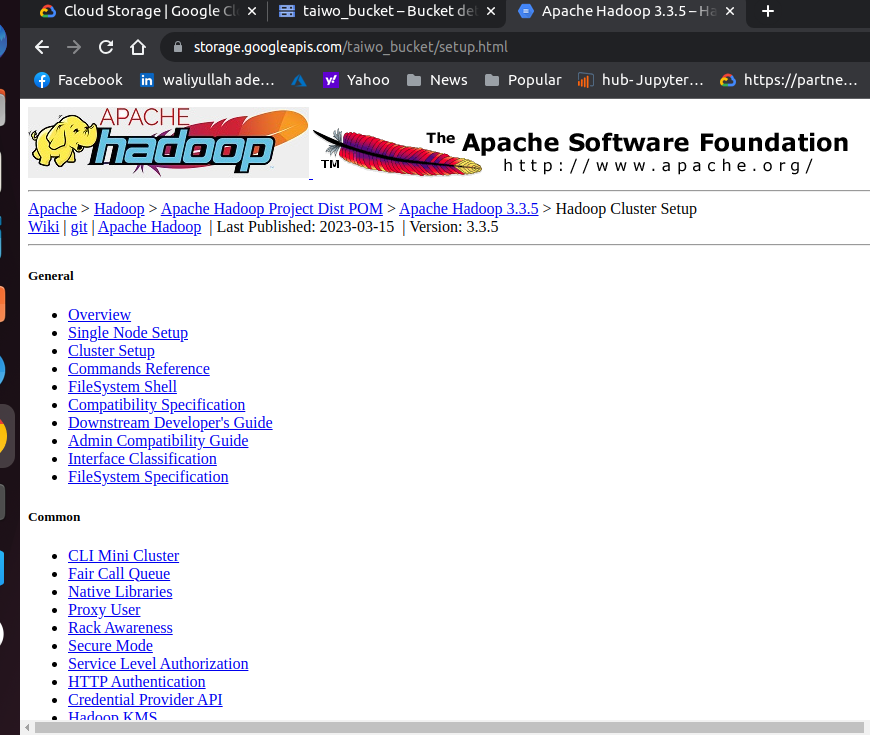 Cloud Storage | Google Cl
taiwo_bucket – Bucket de
Apache Hadoop 3.3.5 – Ha
storage.googleapis.com/taiwo_bucket/setup.html
Facebook
waliyullah ade...
Yahoo
News
Popular
hub- Jupyter...
https://partne...
APACHE
hadoop
The Apache Software Foundation
TM
http://www.apache.org/
Apache > Hadoop > Apache Hadoop Project Dist POM > Apache Hadoop 3.3.5 > Hadoop Cluster Setup
Wiki | git | Apache Hadoop | Last Published: 2023-03-15 | Version: 3.3.5
General
Overview
Single Node Setup
Cluster Setup
Commands Reference
FileSystem Shell
Compatibility Specification
Downstream Developer's Guide
Admin Compatibility Guide
Interface Classification
FileSystem Specification
Common
CLI Mini Cluster
Fair Call Queue
Native Libraries
Proxy User
Rack Awareness
Secure Mode
Service Level Authorization
HTTP Authentication
Credential Provider API
Hadoop KMS